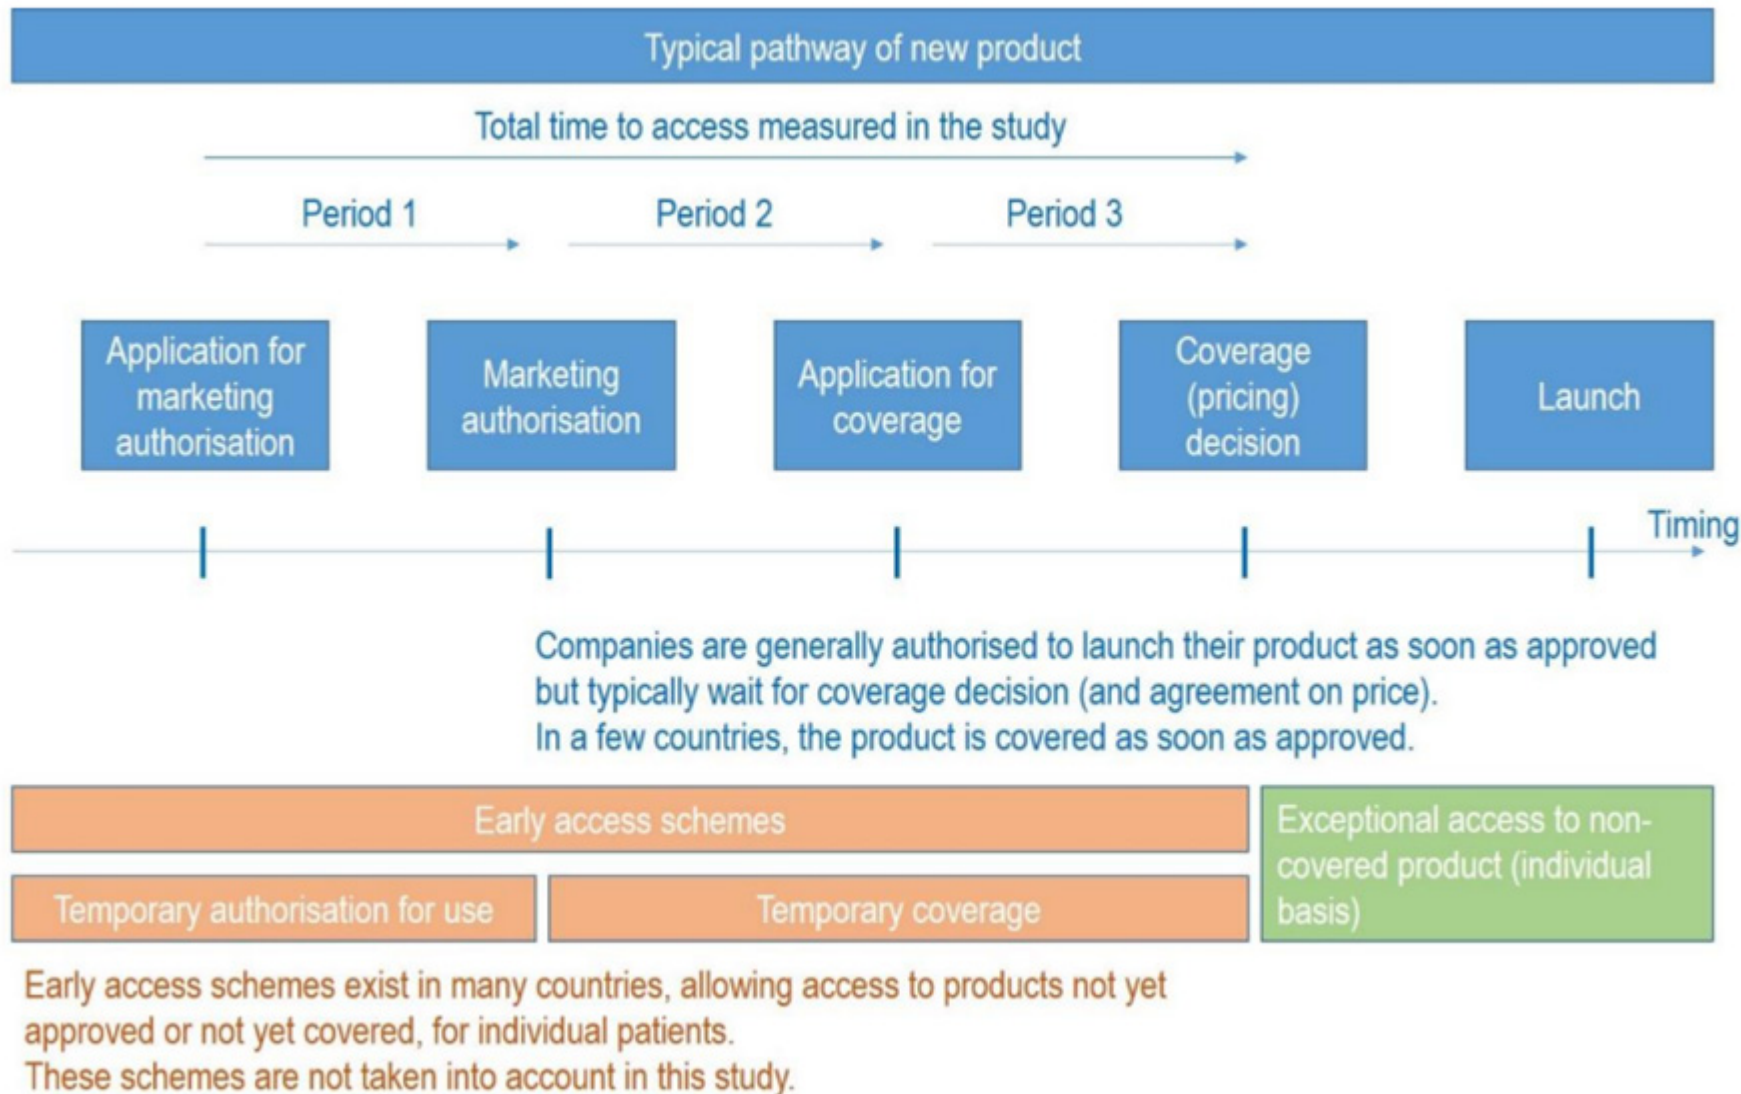 Typical pathway of new product
Total time to access measured in the study
Period 1
Period 2
Period 3
Application for
marketing
authorisation
Marketing
authorisation
Application for
coverage
Coverage
(pricing)
decision
Launch
Timing
Companies are generally authorised to launch their product as soon as approved
but typically wait for coverage decision (and agreement on price).
In a few countries, the product is covered as soon as approved.
Early access schemes
Exceptional access to non-
covered product (individual
basis)
Temporary authorisation for use
Temporary coverage
Early access schemes exist in many countries, allowing access to products not yet
approved or not yet covered, for individual patients.
These schemes are not taken into account in this study.